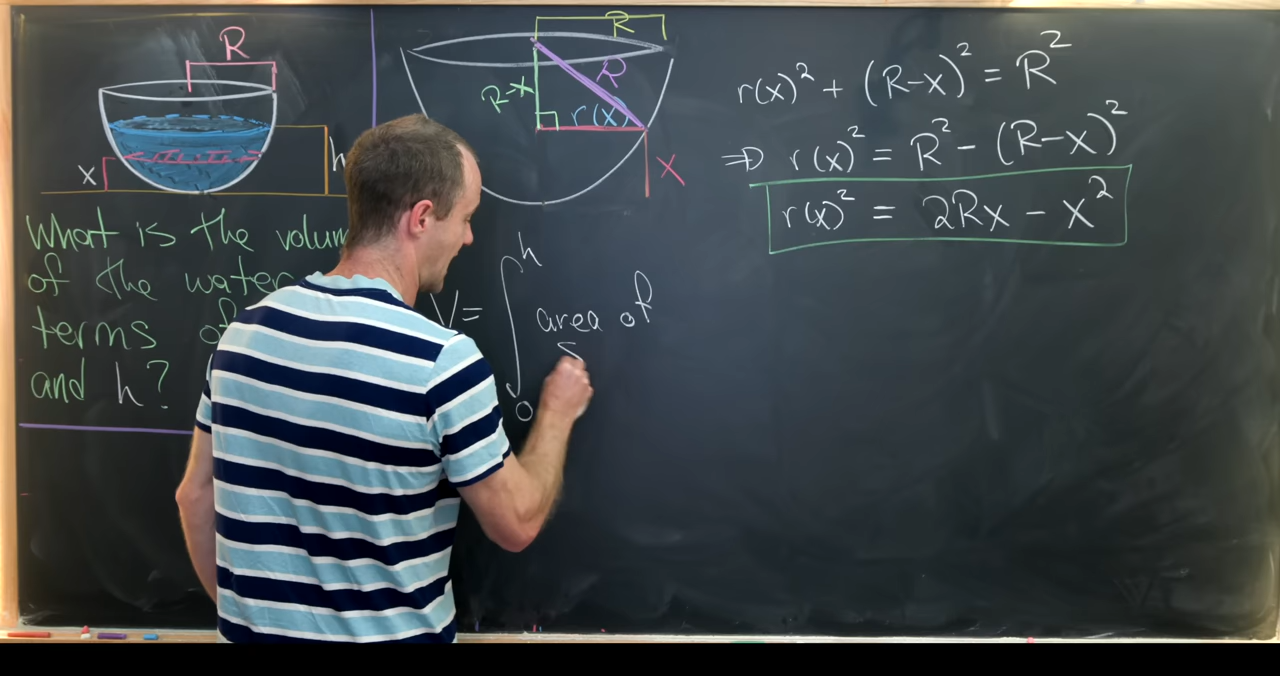 R
x
h
What is the volum
of the water
terms of
and h?
R
R-x
R
r(x)
x
V = ∫₀ʰ area of
r(x)² + (R-x)² = R²
⇒ r(x)² = R² - (R-x)²
r(x)² = 2Rx - x²